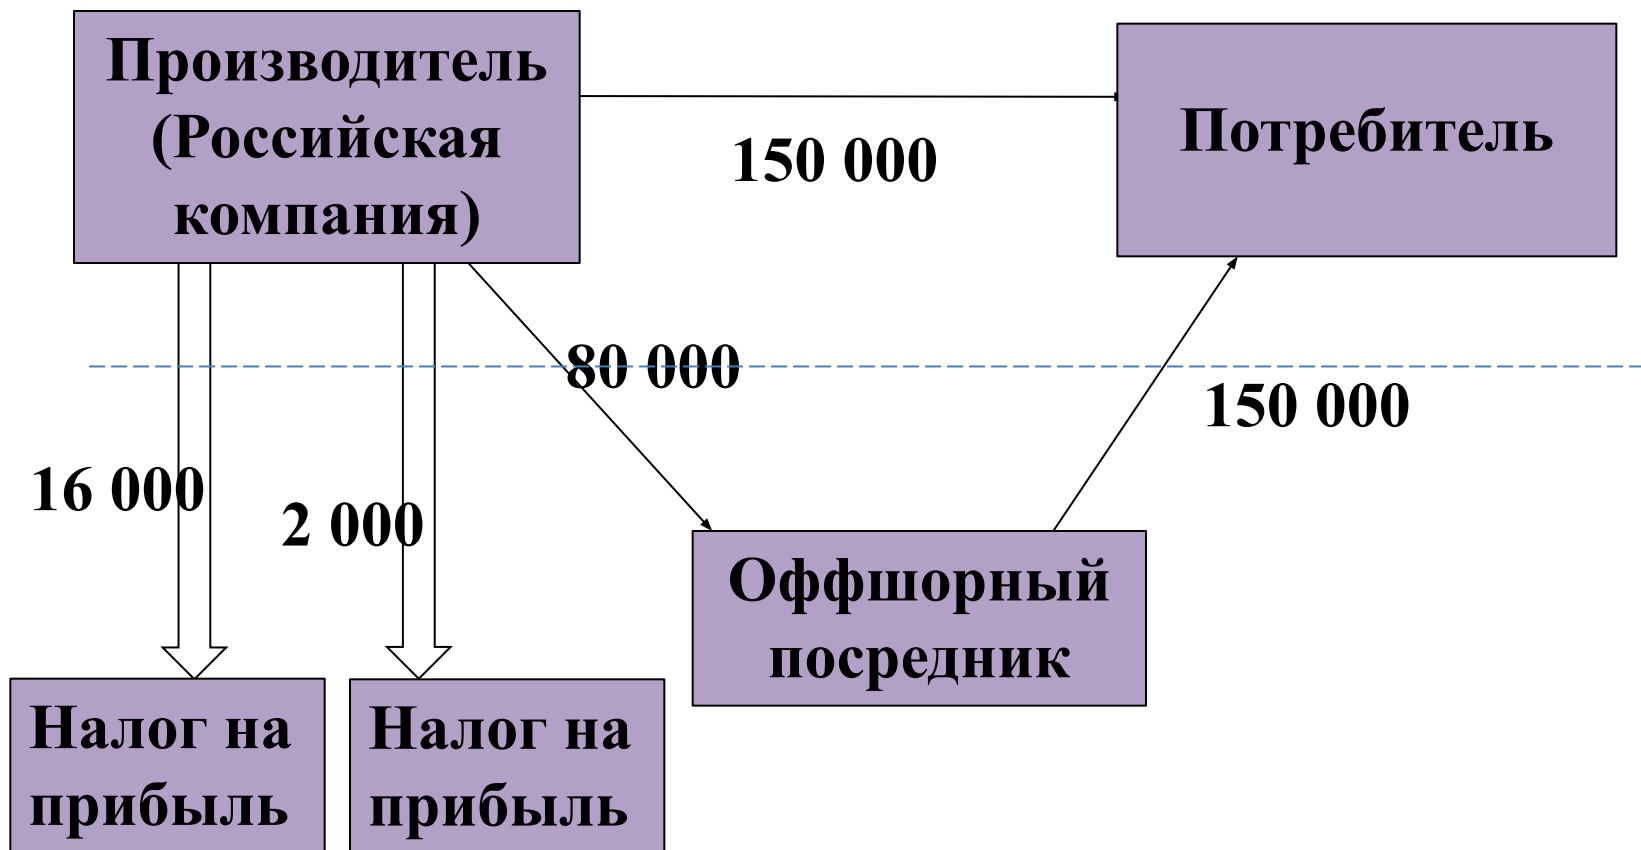 Производитель
(Российская
компания)
Потребитель
150 000
80 000
150 000
16 000
2 000
Оффшорный
посредник
Налог на
прибыль
Налог на
прибыль